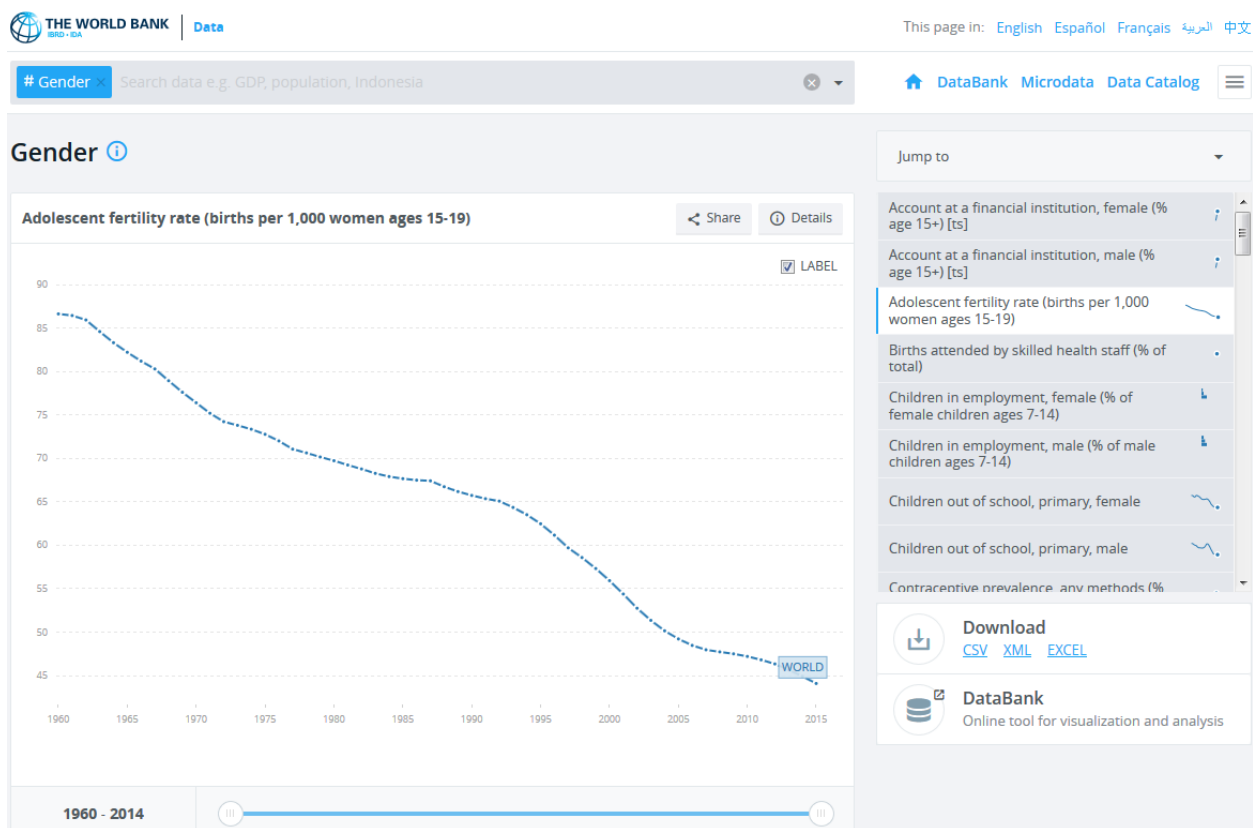 THE WORLD BANK
IBRD • IDA
Data
This page in: English Español Français العربية 中文
# Gender × Search data e.g. GDP, population, Indonesia
DataBank Microdata Data Catalog
Gender
Jump to
Adolescent fertility rate (births per 1,000 women ages 15-19)
Share
Details
LABEL
90
85
80
75
70
65
60
55
50
45
WORLD
1960 1965 1970 1975 1980 1985 1990 1995 2000 2005 2010 2015
1960 - 2014
Account at a financial institution, female (%
age 15+) [ts]
Account at a financial institution, male (%
age 15+) [ts]
Adolescent fertility rate (births per 1,000
women ages 15-19)
Births attended by skilled health staff (% of
total)
Children in employment, female (% of
female children ages 7-14)
Children in employment, male (% of male
children ages 7-14)
Children out of school, primary, female
Children out of school, primary, male
Contraceptive prevalence, any methods (%
Download
CSV XML EXCEL
DataBank
Online tool for visualization and analysis